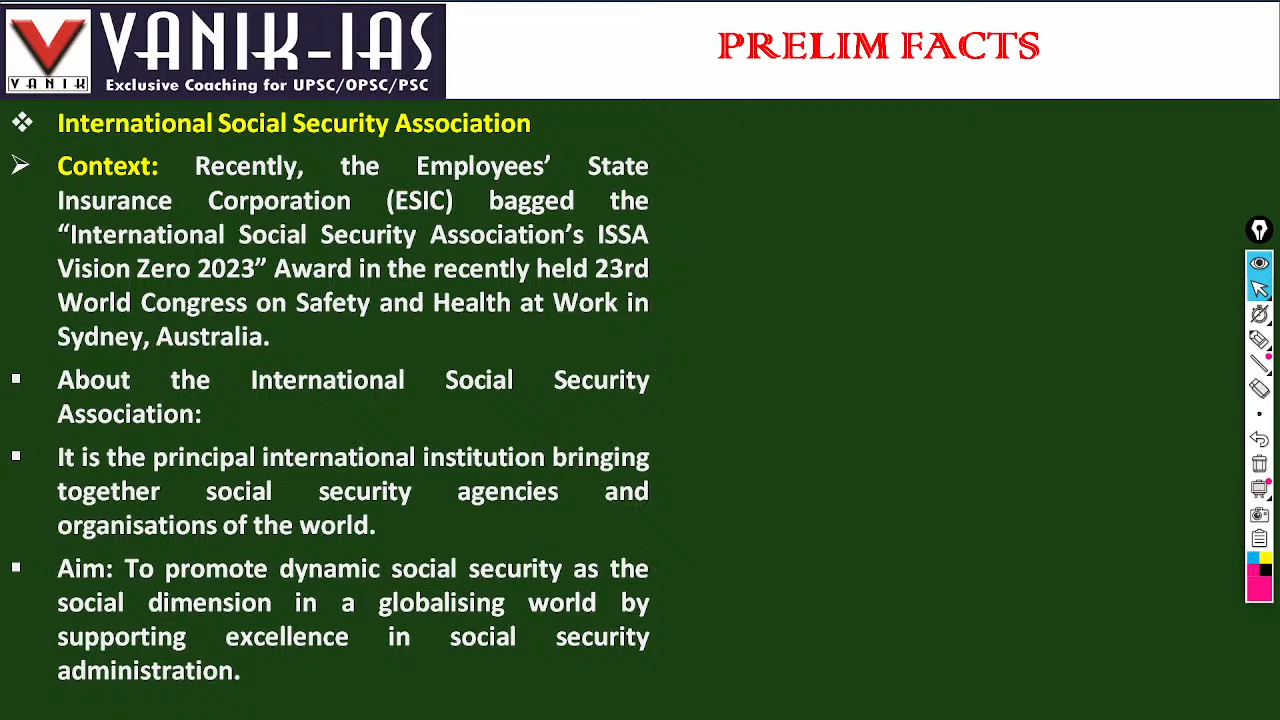 VANIK-IAS
VANIK
Exclusive Coaching for UPSC/OPSC/PSC
PRELIM FACTS
International Social Security Association
Context: Recently, the Employees’ State
Insurance Corporation (ESIC) bagged the
“International Social Security Association’s ISSA
Vision Zero 2023” Award in the recently held 23rd
World Congress on Safety and Health at Work in
Sydney, Australia.
About the International Social Security
Association:
It is the principal international institution bringing
together social security agencies and
organisations of the world.
Aim: To promote dynamic social security as the
social dimension in a globalising world by
supporting excellence in social security
administration.